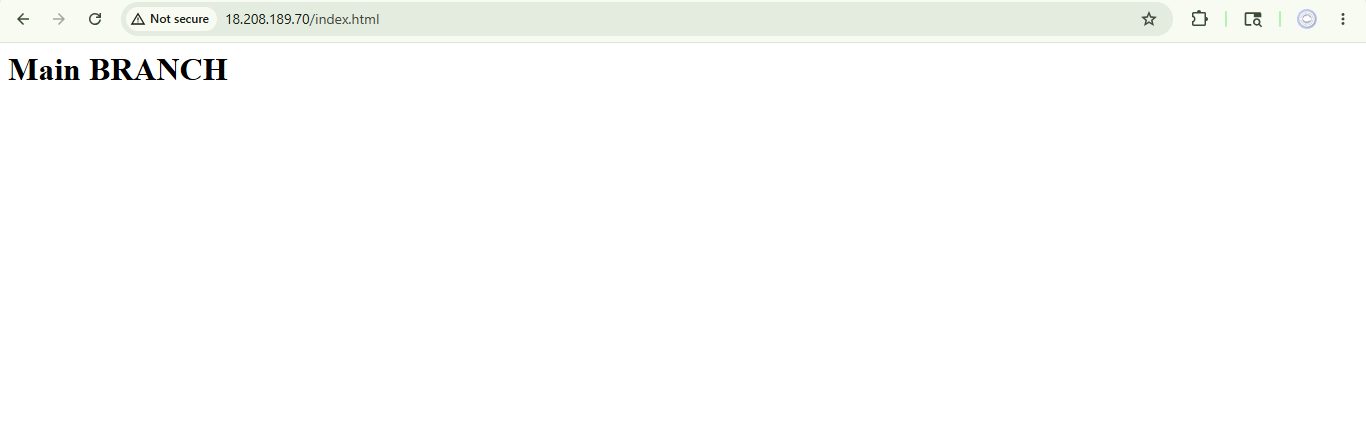 Not secure 18.208.189.70/index.html
Main BRANCH